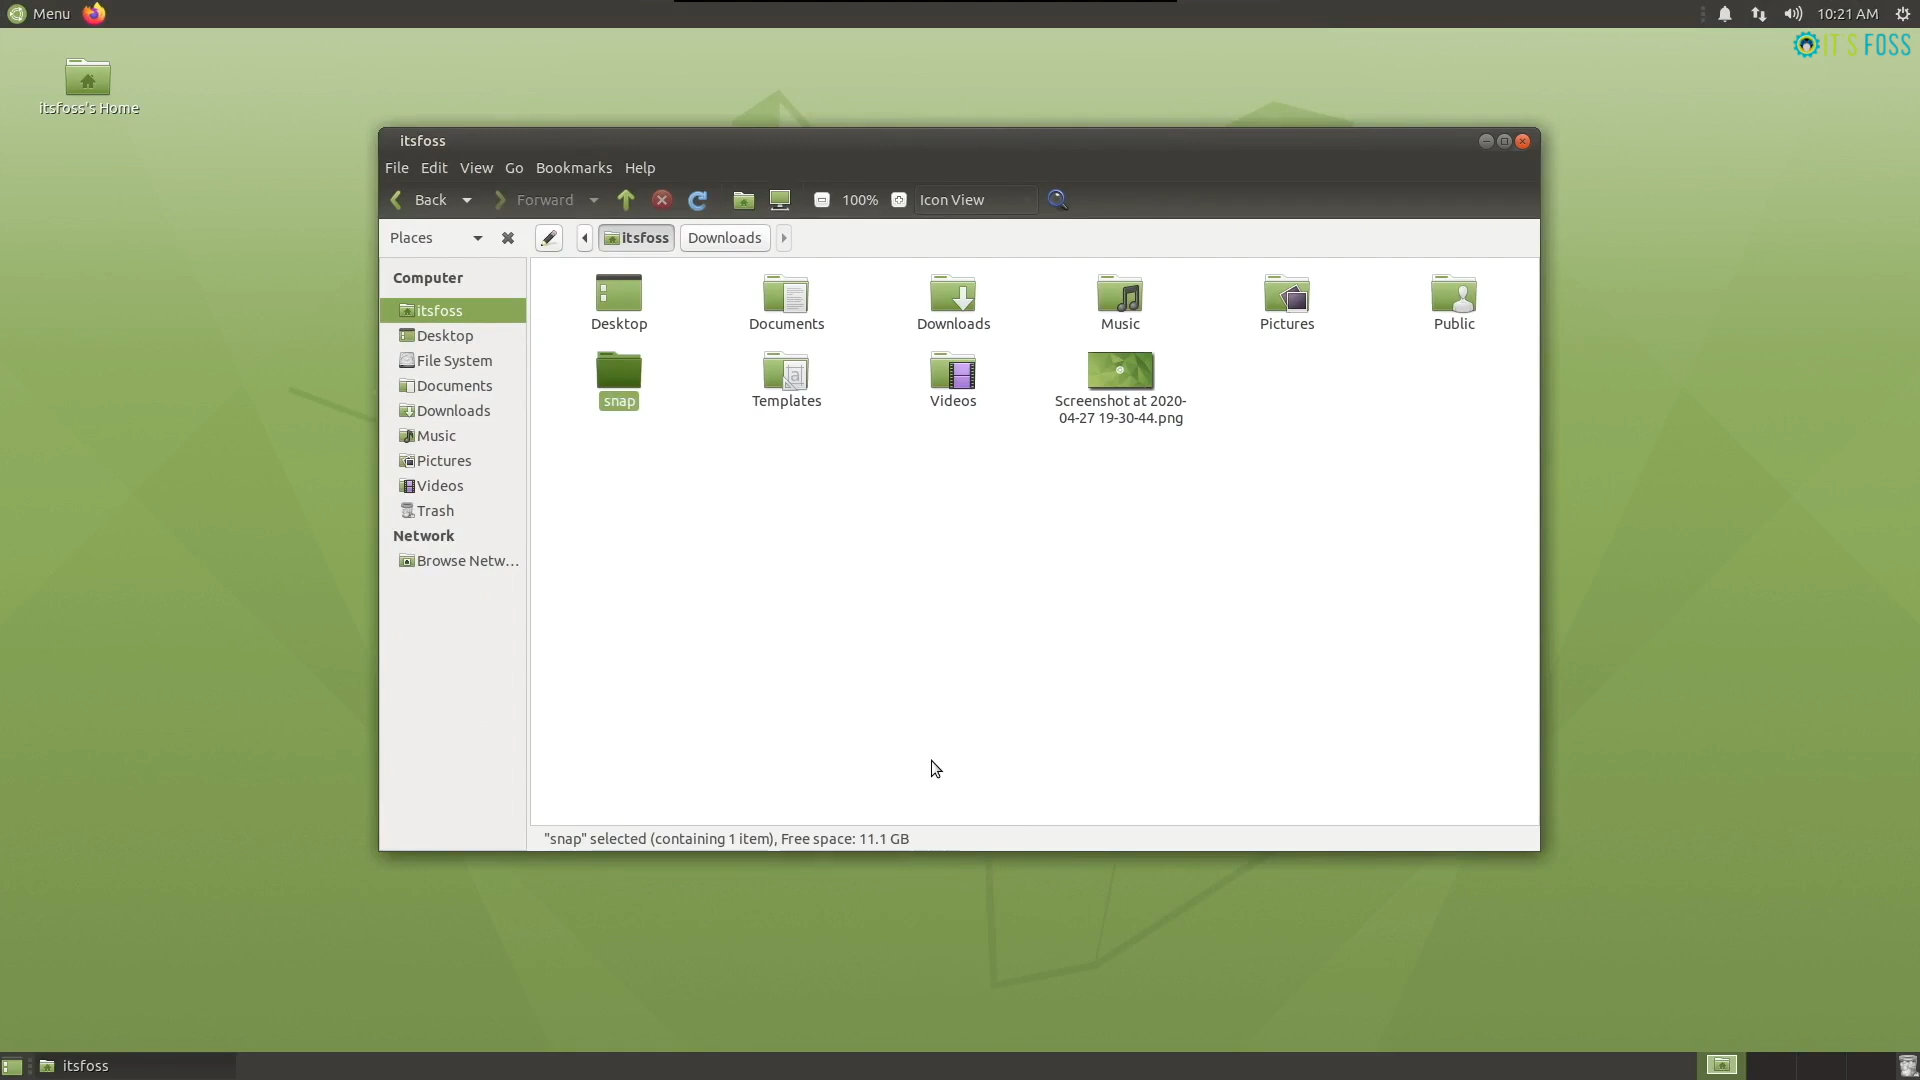 Menu
10:21 AM
IT'S FOSS
itsfoss's Home
itsfoss
File Edit View Go Bookmarks Help
Back Forward 100% Icon View
Places itsfoss Downloads
Computer
itsfoss
Desktop
File System
Documents
Downloads
Music
Pictures
Videos
Trash
Network
Browse Netw...
Desktop Documents Downloads Music Pictures Public
snap Templates Videos Screenshot at 2020-
04-27 19-30-44.png
"snap" selected (containing 1 item), Free space: 11.1 GB
itsfoss